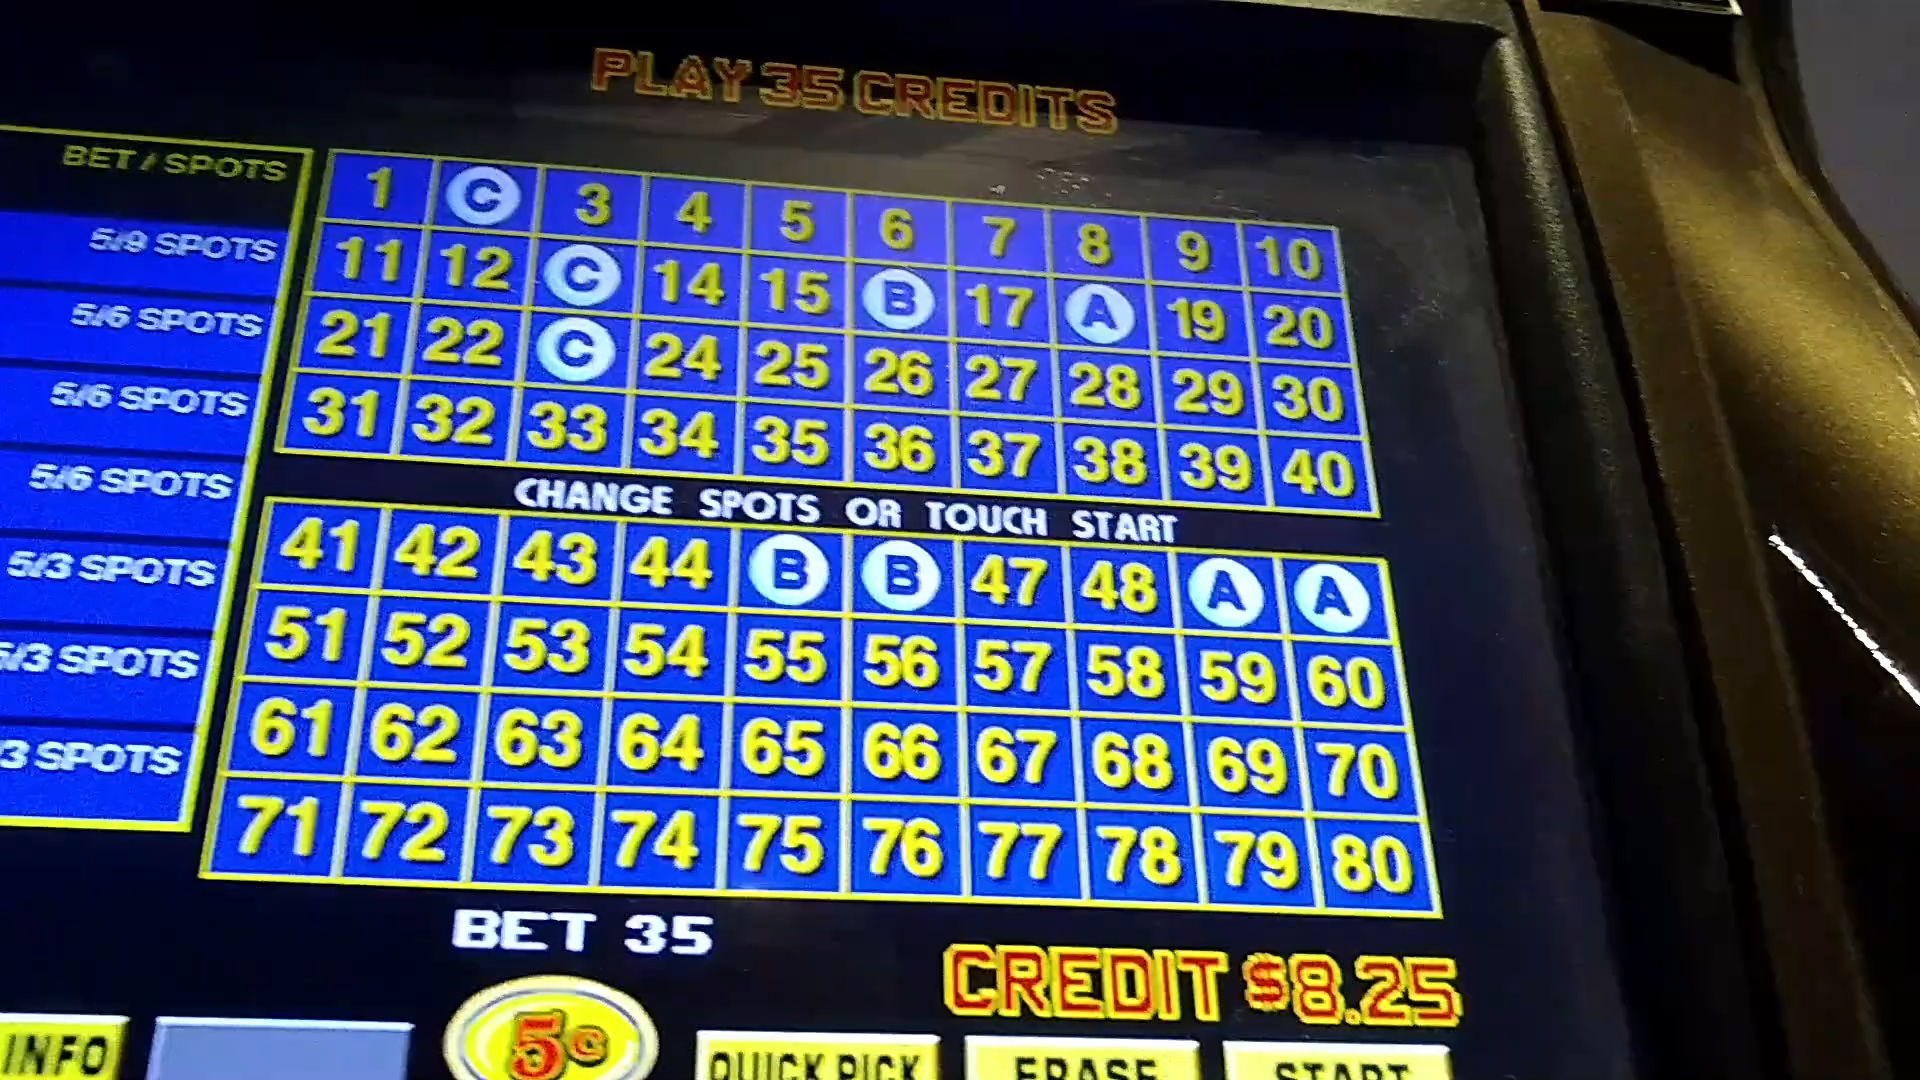 PLAY 35 CREDITS
BET / SPOTS
5/9 SPOTS
5/6 SPOTS
5/6 SPOTS
5/6 SPOTS
5/3 SPOTS
5/3 SPOTS
3 SPOTS
1 C 3 4 5 6 7 8 9 10
11 12 C 14 15 B 17 A 19 20
21 22 C 24 25 26 27 28 29 30
31 32 33 34 35 36 37 38 39 40
CHANGE SPOTS OR TOUCH START
41 42 43 44 B B 47 48 A A
51 52 53 54 55 56 57 58 59 60
61 62 63 64 65 66 67 68 69 70
71 72 73 74 75 76 77 78 79 80
BET 35
CREDIT $8.25
INFO
5¢
QUICK PICK
ERASE
START